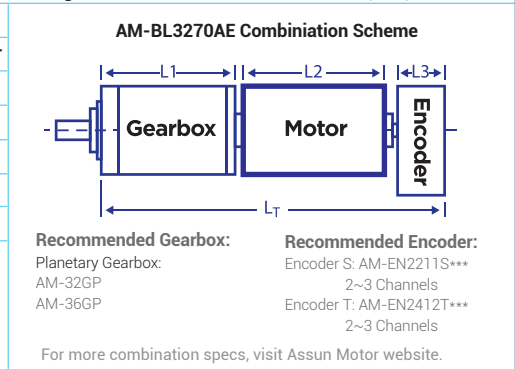 AM-BL3270AE Combiniation Scheme
L1
L2
L3
Gearbox
Motor
Encoder
LT
Recommended Gearbox:
Planetary Gearbox:
AM-32GP
AM-36GP
Recommended Encoder:
Encoder S: AM-EN2211S***
2~3 Channels
Encoder T: AM-EN2412T***
2~3 Channels
For more combination specs, visit Assun Motor website.